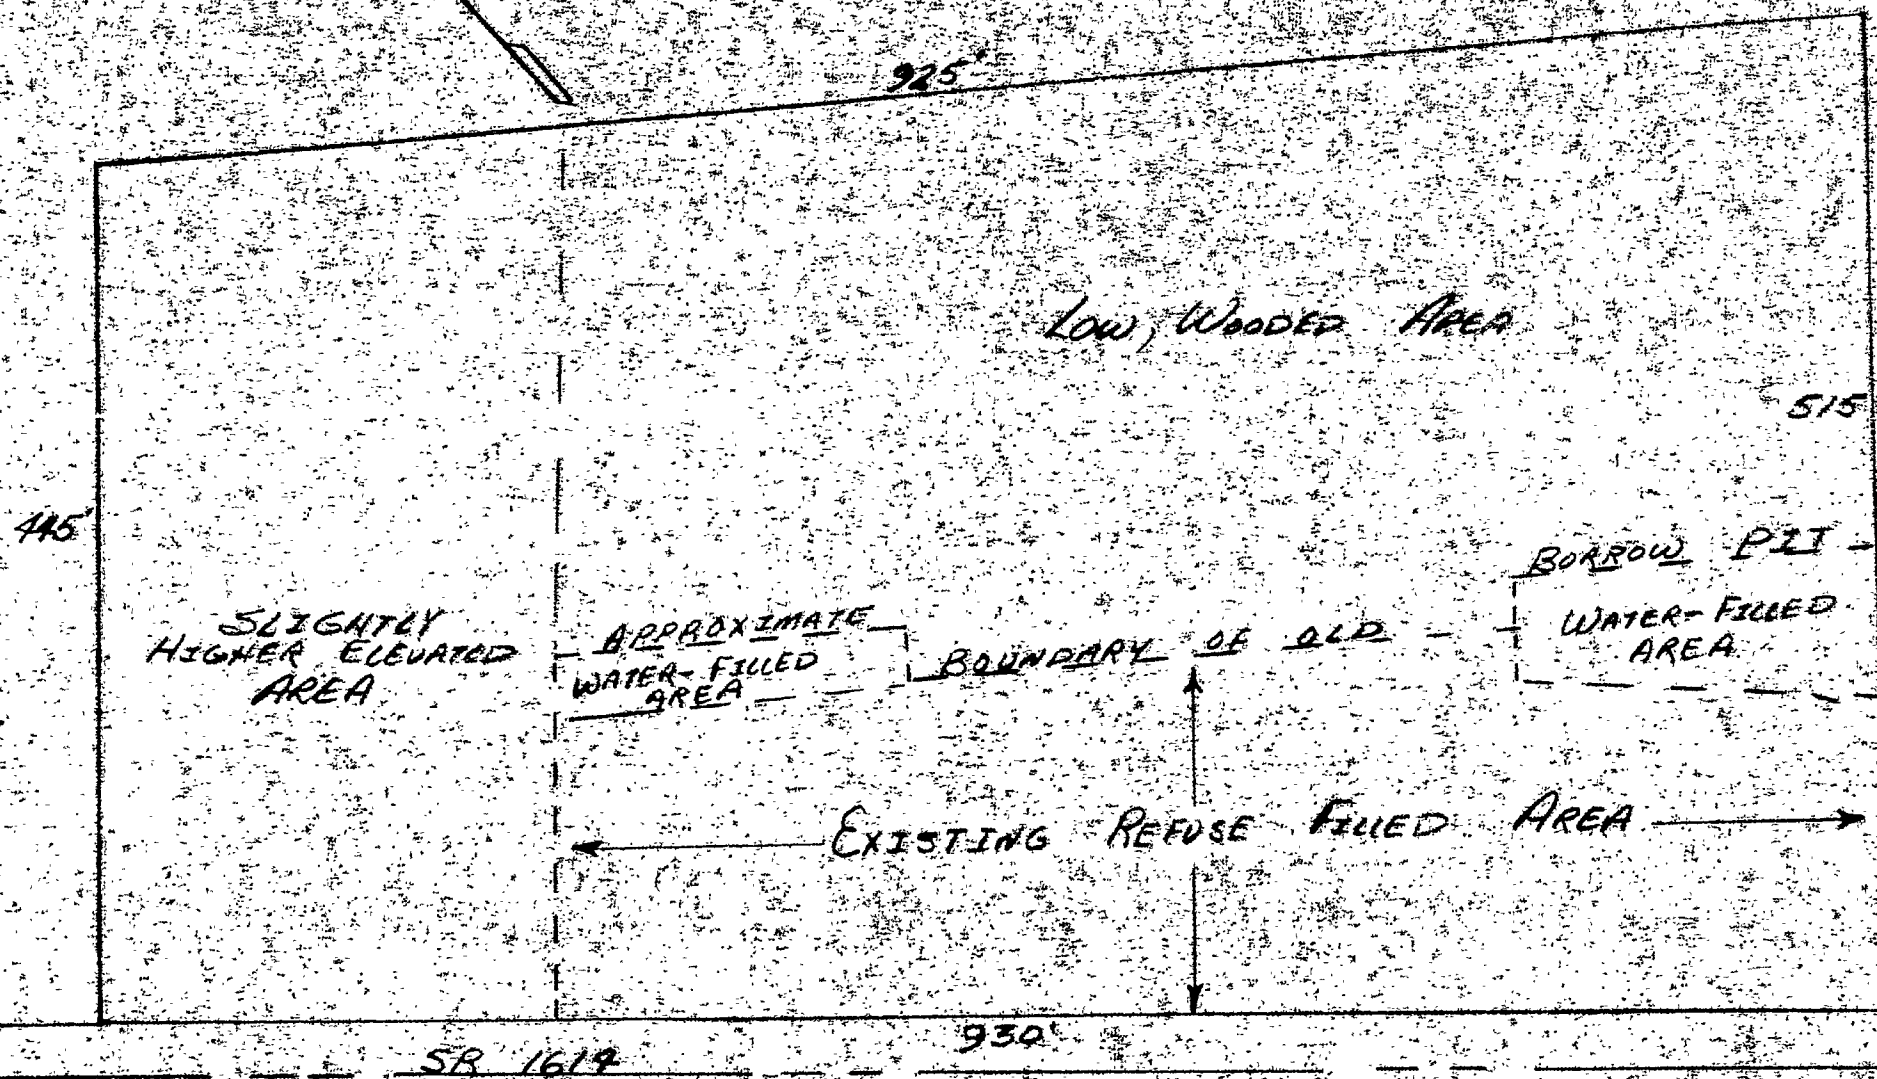 925'
LOW, WOODED AREA
515
445'
BORROW PIT
WATER-FILLED
AREA
SLIGHTLY
HIGHER ELEVATED
AREA
APPROXIMATE BOUNDARY OF OLD
WATER-FILLED
AREA
EXISTING REFUSE FILLED AREA
930'
SR 1614